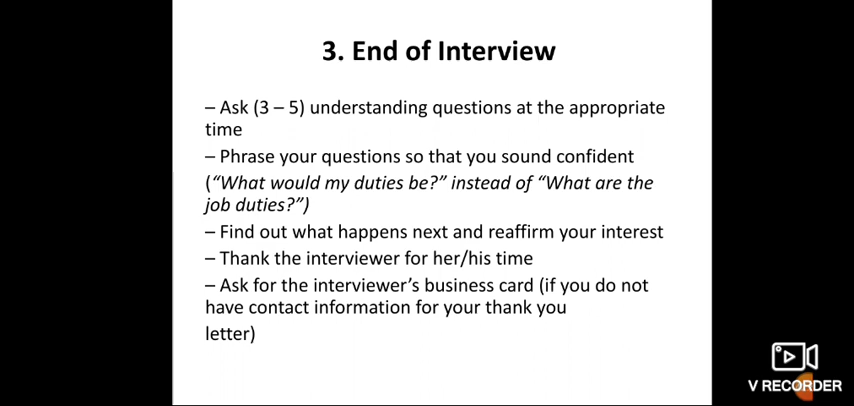 3. End of Interview
– Ask (3 – 5) understanding questions at the appropriate
time
– Phrase your questions so that you sound confident
(“What would my duties be?” instead of “What are the
job duties?”)
– Find out what happens next and reaffirm your interest
– Thank the interviewer for her/his time
– Ask for the interviewer’s business card (if you do not
have contact information for your thank you
letter)
V RECORDER